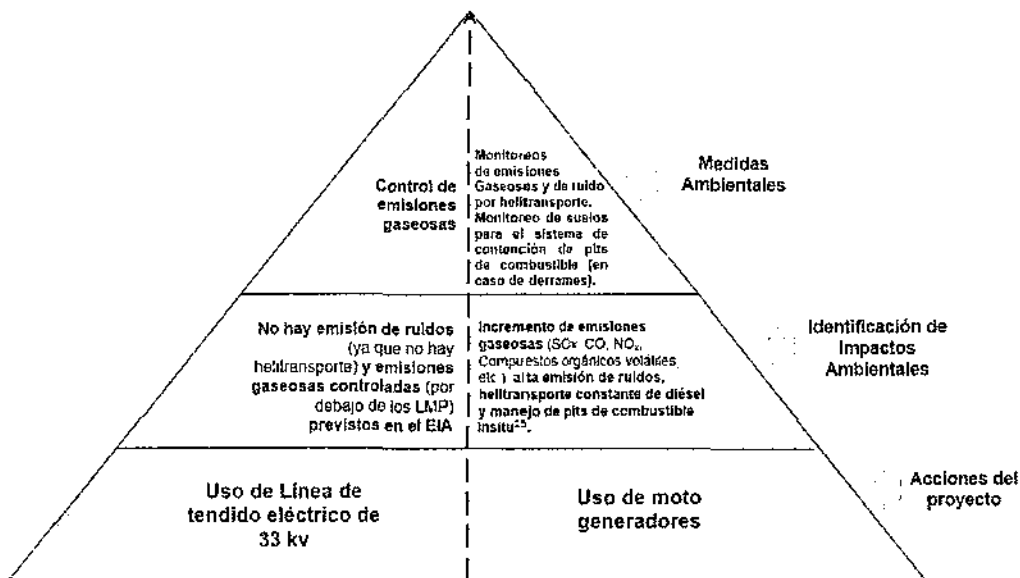 Control de
emisiones
gaseosas
Monitoreos
de emisiones
Gaseosas y de ruido
por helitransporte.
Monitoreo de suelos
para el sistema de
contención de pits
de combustible (en
caso de derrames).
Medidas
Ambientales
No hay emisión de ruidos
(ya que no hay
helitransporte) y emisiones
gaseosas controladas (por
debajo de los LMP)
previstos en el EIA
Incremento de emisiones
gaseosas (SOx, CO, NO₂,
Compuestos orgánicos volátiles,
etc.) alta emisión de ruidos,
helitransporte constante de diésel
y manejo de pits de combustible
insitu²⁵.
Identificación de
Impactos
Ambientales
Uso de Línea de
tendido eléctrico de
33 kv
Uso de moto
generadores
Acciones del
proyecto